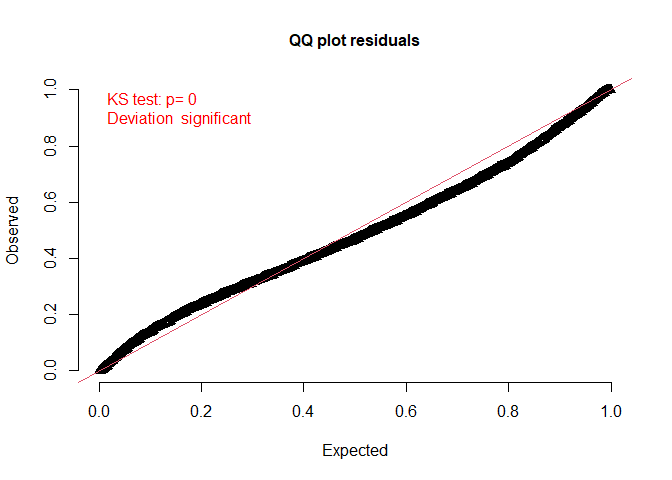 QQ plot residuals
KS test: p= 0
Deviation  significant
Observed
1.0
0.8
0.6
0.4
0.2
0.0
0.0 0.2 0.4 0.6 0.8 1.0
Expected